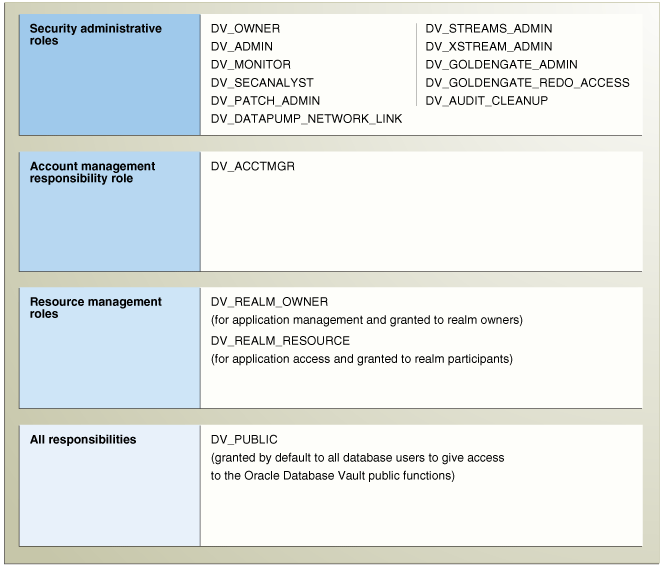 Security administrative
roles
DV_OWNER
DV_ADMIN
DV_MONITOR
DV_SECANALYST
DV_PATCH_ADMIN
DV_DATAPUMP_NETWORK_LINK
DV_STREAMS_ADMIN
DV_XSTREAM_ADMIN
DV_GOLDENGATE_ADMIN
DV_GOLDENGATE_REDO_ACCESS
DV_AUDIT_CLEANUP
Account management
responsibility role
DV_ACCTMGR
Resource management
roles
DV_REALM_OWNER
(for application management and granted to realm owners)
DV_REALM_RESOURCE
(for application access and granted to realm participants)
All responsibilities
DV_PUBLIC
(granted by default to all database users to give access
to the Oracle Database Vault public functions)